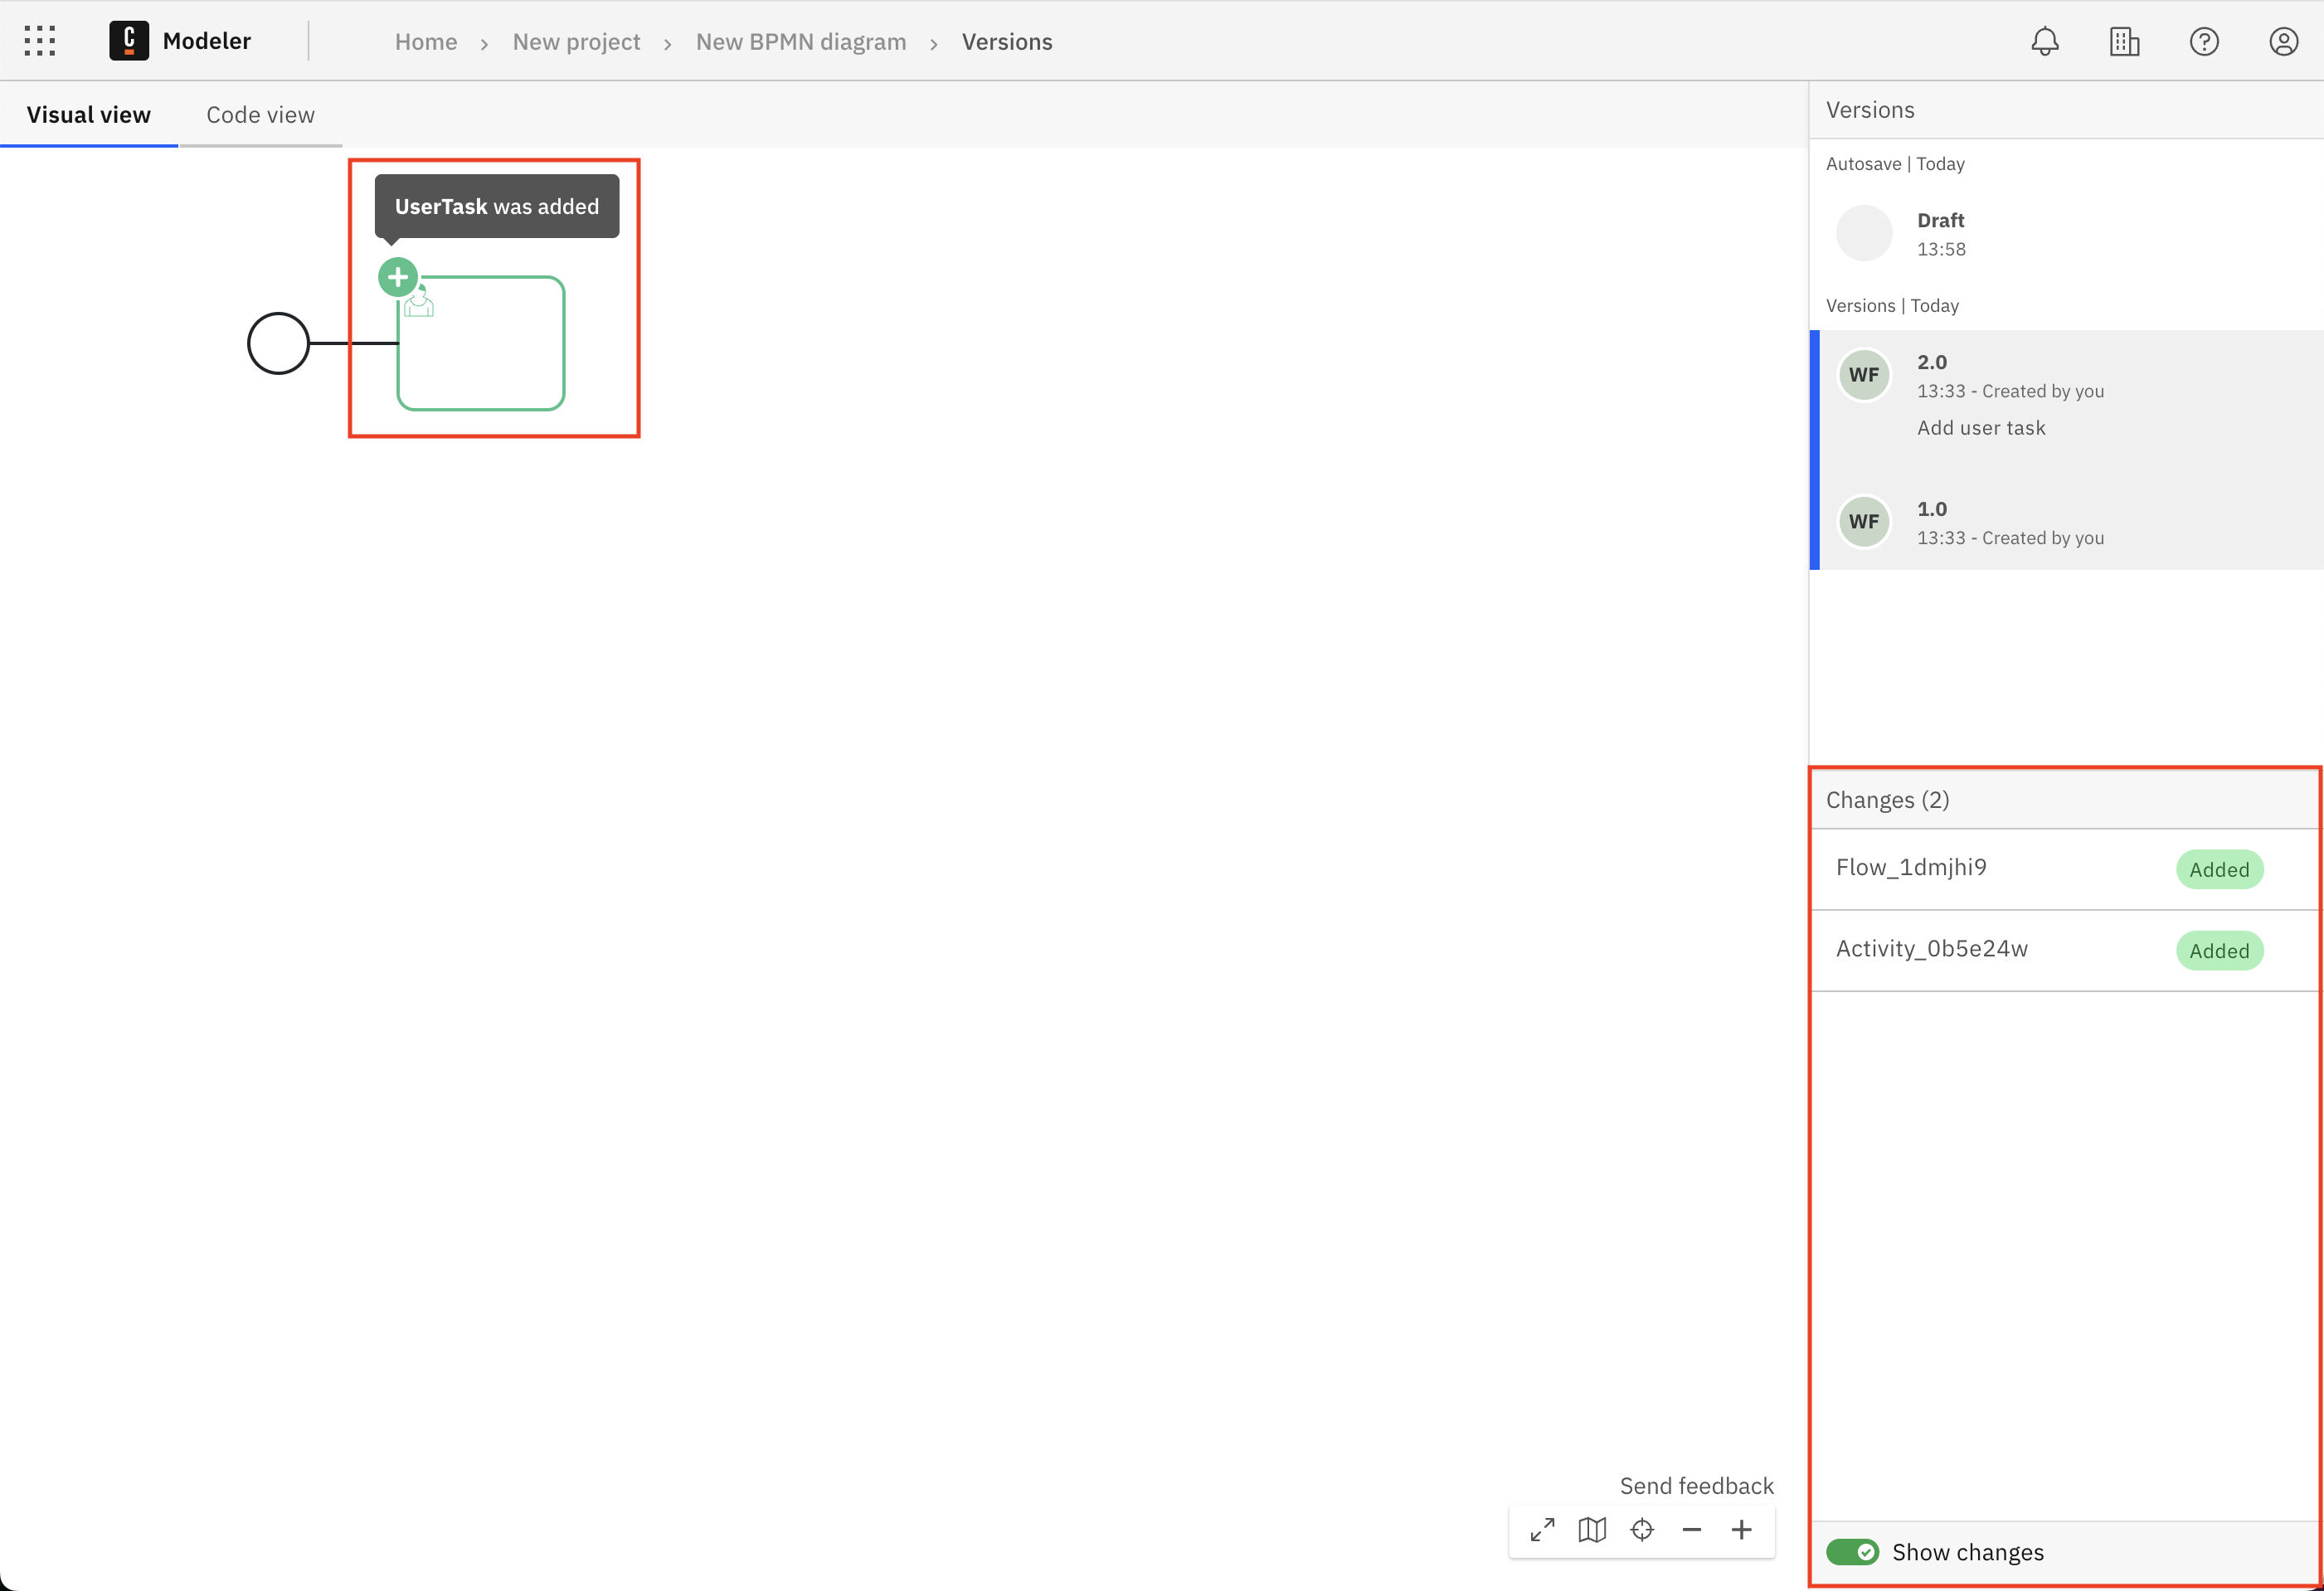 C Modeler Home > New project > New BPMN diagram > Versions
Visual view Code view
UserTask was added
Versions
Autosave | Today
Draft
13:58
Versions | Today
WF 2.0
13:33 - Created by you
Add user task
WF 1.0
13:33 - Created by you
Changes (2)
Flow_1dmjhi9 Added
Activity_0b5e24w Added
Send feedback
Show changes